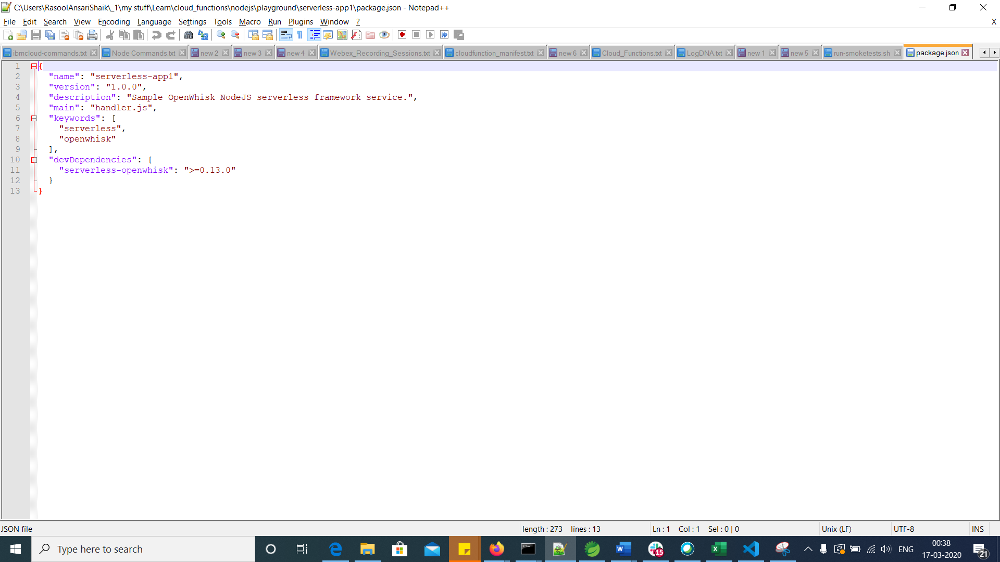 C:\Users\RasoolAnsariShaik\_1\my stuff\Learn\cloud_functions\nodejs\playground\serverless-app1\package.json - Notepad++
File Edit Search View Encoding Language Settings Tools Macro Run Plugins Window ? X
ibmcloud-commands.txt Node Commands.txt new 2 new 3 new 4 Webex_Recording_Sessions.txt cloudfunction_manifest.txt new 6 Cloud_Functions.txt LogDNA.txt new 1 new 5 run-smoketests.sh package.json
1 {
2 "name": "serverless-app1",
3 "version": "1.0.0",
4 "description": "Sample OpenWhisk NodeJS serverless framework service.",
5 "main": "handler.js",
6 "keywords": [
7 "serverless",
8 "openwhisk"
9 ],
10 "devDependencies": {
11 "serverless-openwhisk": ">=0.13.0"
12 }
13 }
JSON file length : 273 lines : 13 Ln : 1 Col : 1 Sel : 0 | 0 Unix (LF) UTF-8 INS
Type here to search 15 ENG 00:38
17-03-2020 21